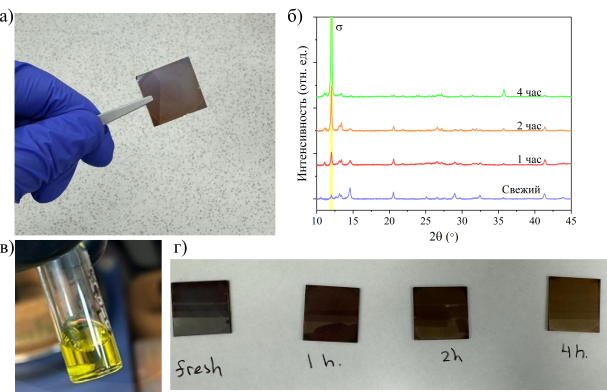 а)
б)
σ
4 час
2 час
1 час
Свежий
Интенсивность (отн. ед.)
10 15 20 25 30 35 40 45
2θ (°)
в)
г)
fresh
1 h.
2h
4h.